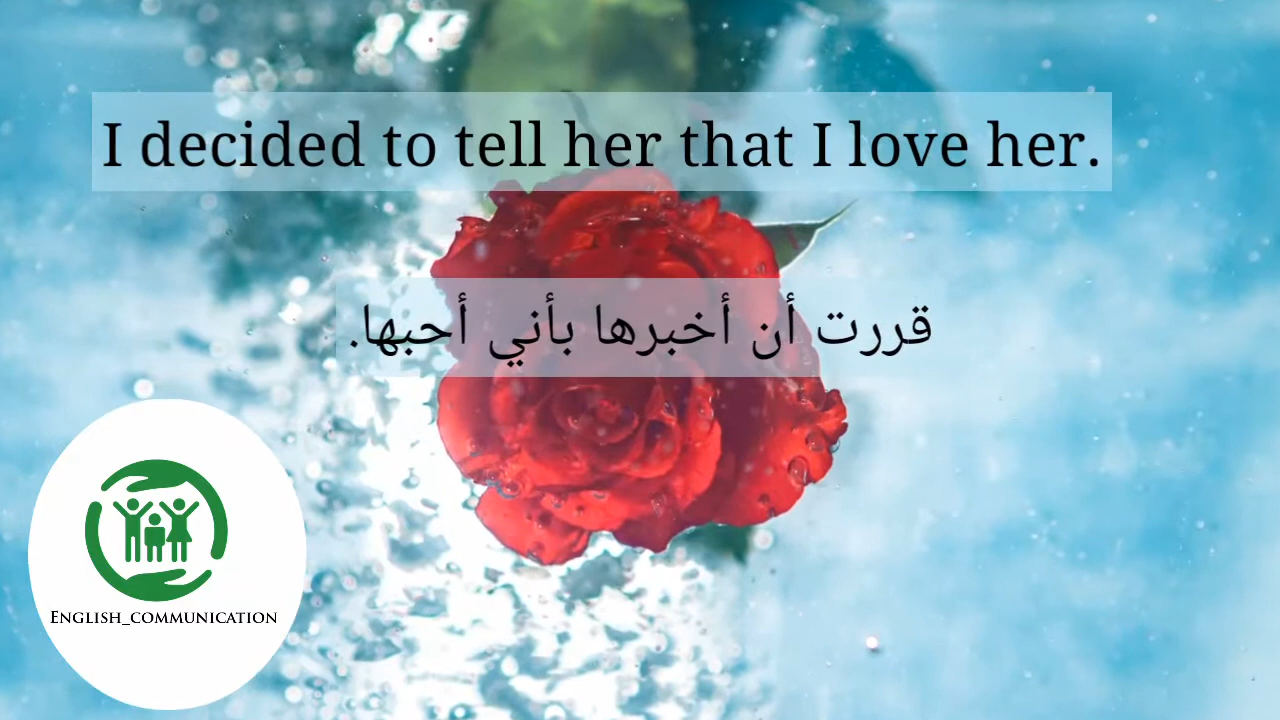 I decided to tell her that I love her.
قررت أن أخبرها بأني أحبها.
English_communication